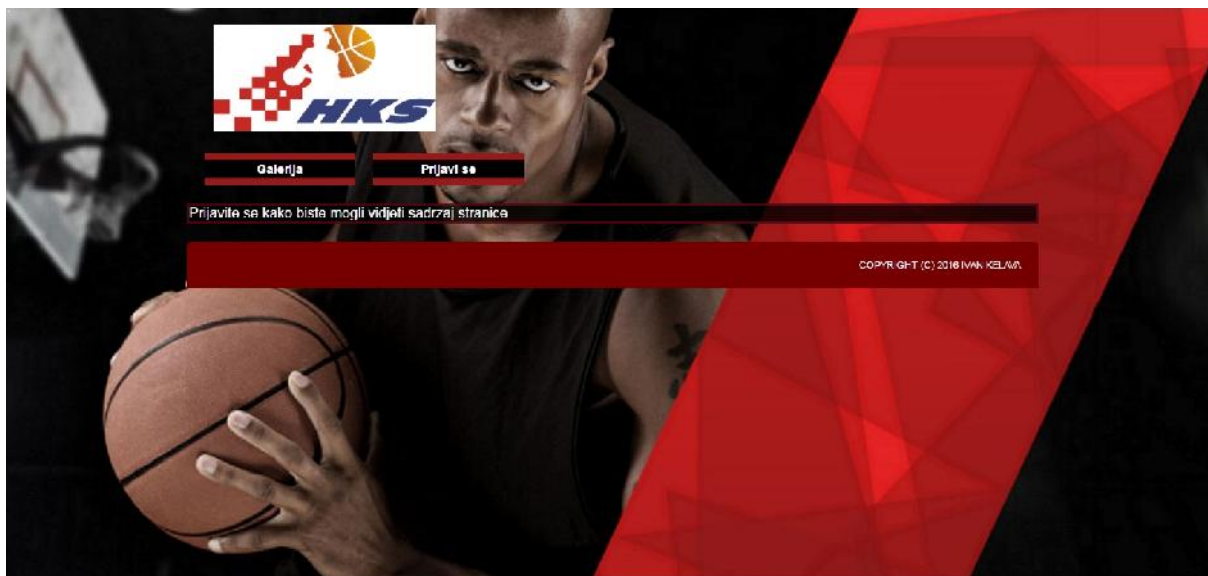 HKS
Galerija
Prijavi se
Prijavite se kako biste mogli vidjeti sadrzaj stranice
COPYRIGHT (C) 2016 IVAN KELAVA